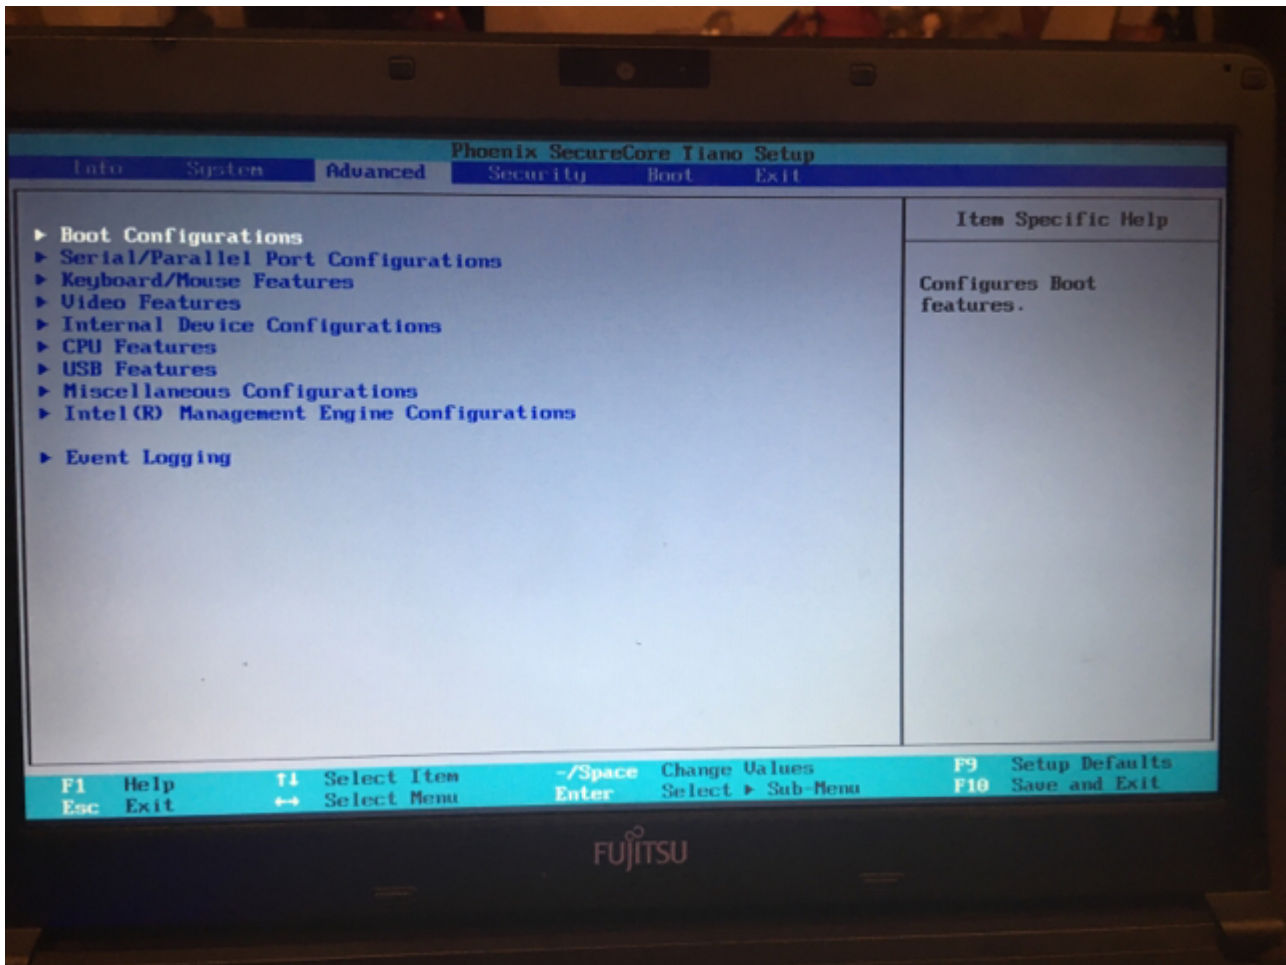 Phoenix SecureCore Tiano Setup
Info System Advanced Security Boot Exit
Item Specific Help
▶ Boot Configurations
▶ Serial/Parallel Port Configurations
▶ Keyboard/Mouse Features
▶ Video Features
▶ Internal Device Configurations
▶ CPU Features
▶ USB Features
▶ Miscellaneous Configurations
▶ Intel(R) Management Engine Configurations
▶ Event Logging
Configures Boot
features.
F1 Help ↑↓ Select Item -/Space Change Values F9 Setup Defaults
Esc Exit ↔ Select Menu Enter Select ▶ Sub-Menu F10 Save and Exit
FUJITSU